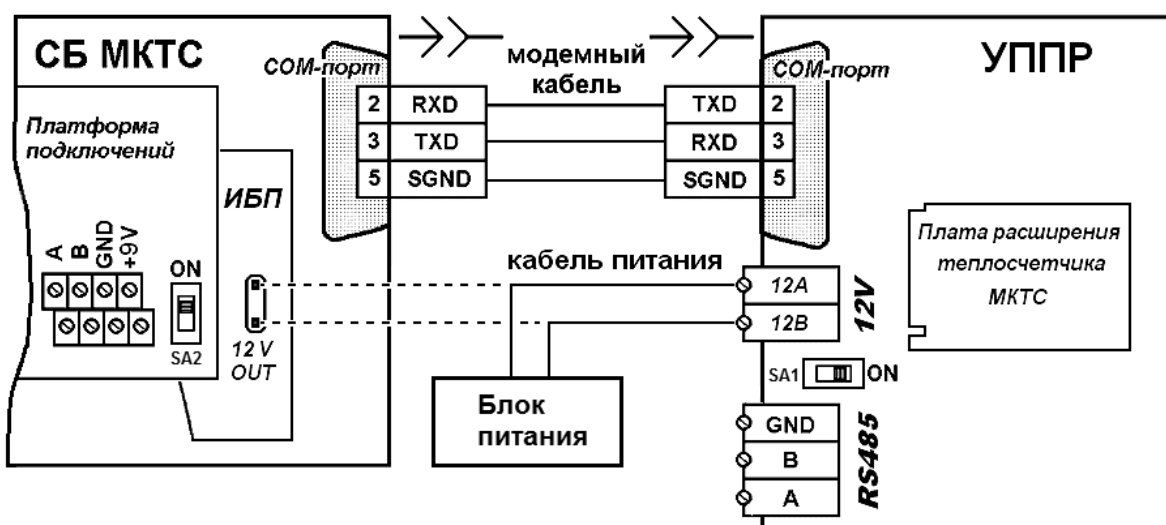 СБ МКТС
Платформа
подключений
ИБП
A
B
GND
+9V
ON
SA2
12 V
OUT
COM-порт
2 RXD
3 TXD
5 SGND
модемный
кабель
COM-порт
TXD 2
RXD 3
SGND 5
УППР
кабель питания
Блок
питания
12A
12B
12V
SA1
ON
GND
B
A
RS485
Плата расширения
теплосчетчика
МКТС